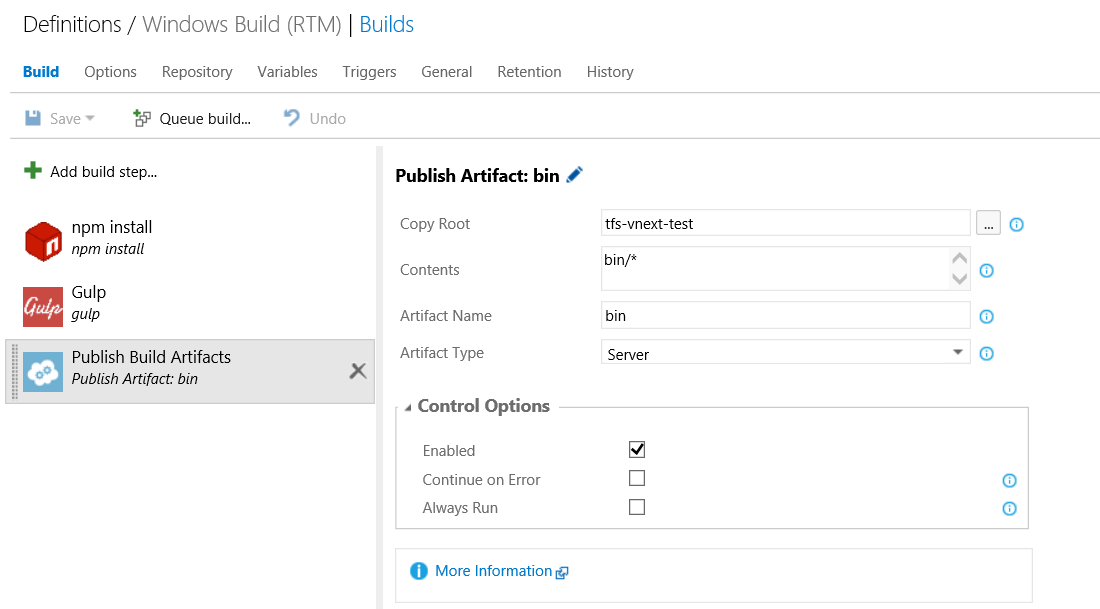 Definitions / Windows Build (RTM) | Builds
Build Options Repository Variables Triggers General Retention History
Save Queue build... Undo
Add build step...
npm install
npm install
Gulp
Gulp
gulp
Publish Build Artifacts
Publish Artifact: bin
Publish Artifact: bin
Copy Root tfs-vnext-test ...
Contents bin/*
Artifact Name bin
Artifact Type Server
Control Options
Enabled
Continue on Error
Always Run
More Information